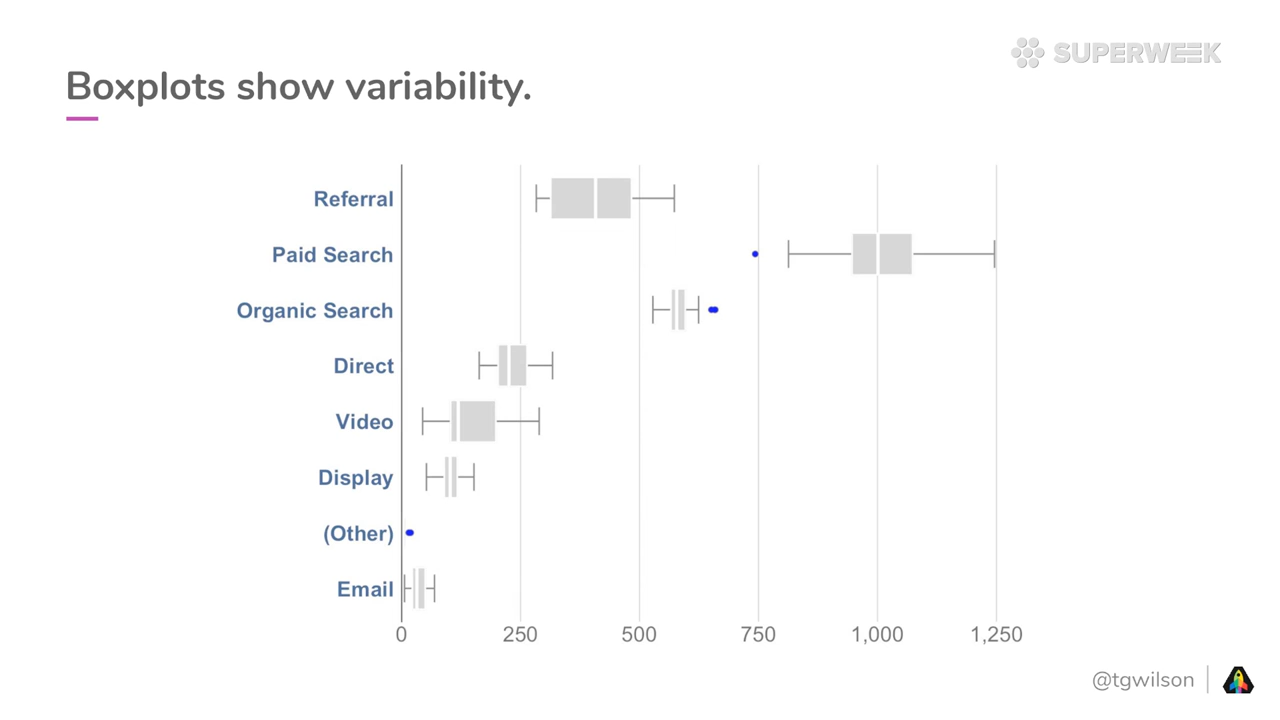 SUPERWEEK
Boxplots show variability.
Referral
Paid Search
Organic Search
Direct
Video
Display
(Other)
Email
0 250 500 750 1,000 1,250
@tgwilson